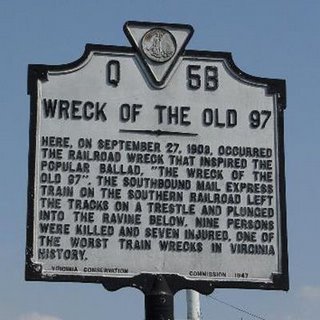 Q 5B
WRECK OF THE OLD 97
HERE, ON SEPTEMBER 27, 1903, OCCURRED
THE RAILROAD WRECK THAT INSPIRED THE
POPULAR BALLAD, "THE WRECK OF THE
OLD 97." THE SOUTHBOUND MAIL EXPRESS
TRAIN ON THE SOUTHERN RAILROAD LEFT
THE TRACKS ON A TRESTLE AND PLUNGED
INTO THE RAVINE BELOW. NINE PERSONS
WERE KILLED AND SEVEN INJURED, ONE OF
THE WORST TRAIN WRECKS IN VIRGINIA
HISTORY.
VIRGINIA CONSERVATION COMMISSION 1947